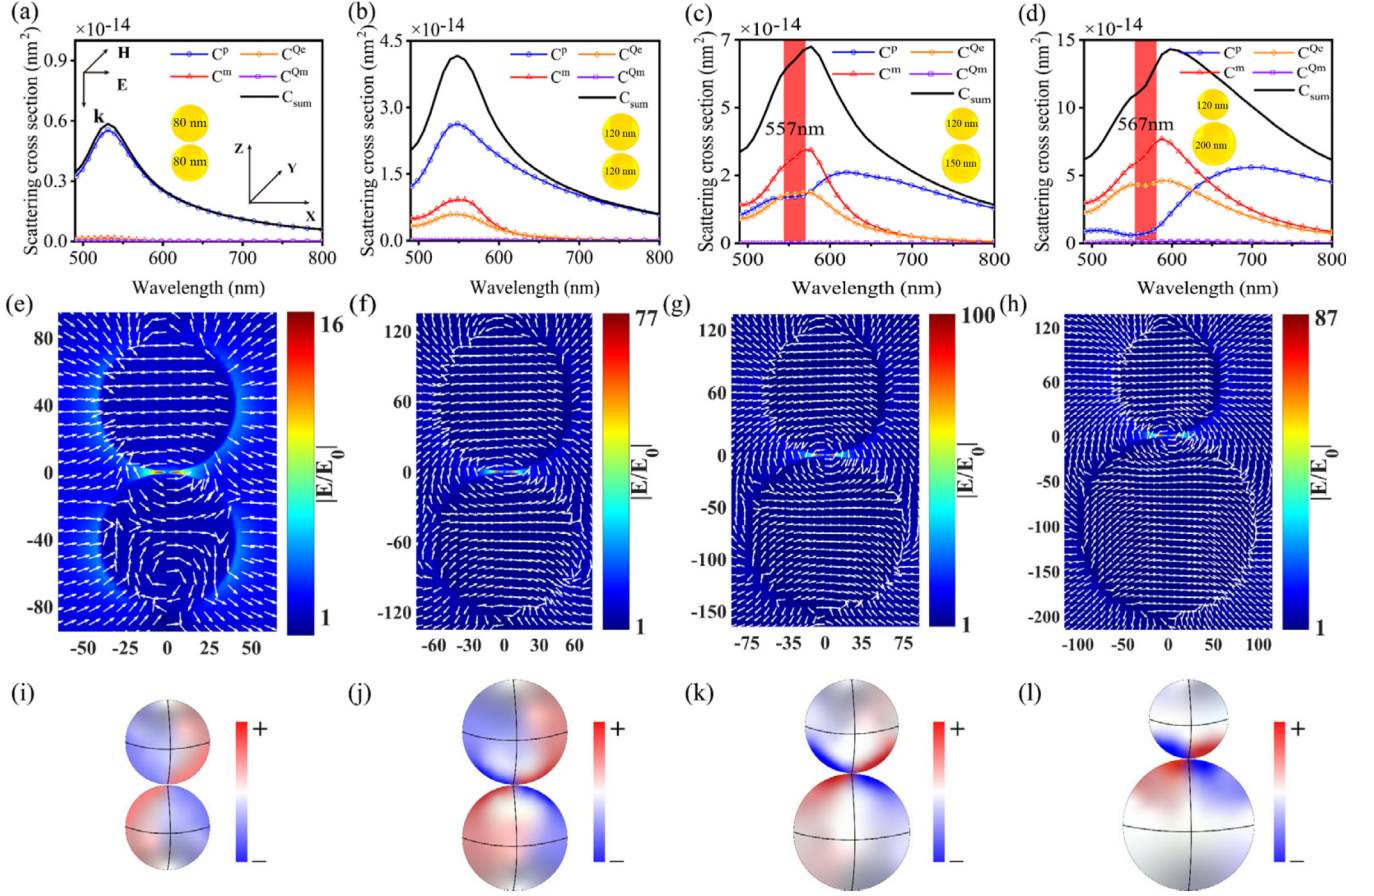 (a)
×10^-14
Scattering cross section (nm²)
0.9
0.6
0.3
0.0
H
E
k
C^p
C^Qe
C^m
C^Qm
C_sum
80 nm
80 nm
Z
Y
X
500
600
700
800
Wavelength (nm)
(b)
×10^-14
Scattering cross section (nm²)
4.5
3.0
1.5
0.0
C^p
C^Qe
C^m
C^Qm
C_sum
120 nm
120 nm
500
600
700
800
Wavelength (nm)
(c)
×10^-14
Scattering cross section (nm²)
7
5
2
0
C^p
C^Qe
C^m
C^Qm
C_sum
557nm
120 nm
150 nm
500
600
700
800
Wavelength (nm)
(d)
×10^-14
Scattering cross section (nm²)
15
10
5
0
C^p
C^Qe
C^m
C^Qm
C_sum
567nm
120 nm
200 nm
500
600
700
800
Wavelength (nm)
(e)
80
40
0
-40
-80
-50
-25
0
25
50
16
|E/E₀|
1
(f)
120
60
0
-60
-120
-60
-30
0
30
60
77
|E/E₀|
1
(g)
120
60
0
-50
-100
-150
-75
-35
0
35
75
100
|E/E₀|
1
(h)
120
60
0
-50
-100
-150
-200
-100
-50
0
50
100
87
|E/E₀|
1
(i)
+
−
(j)
+
−
(k)
+
−
(l)
+
−